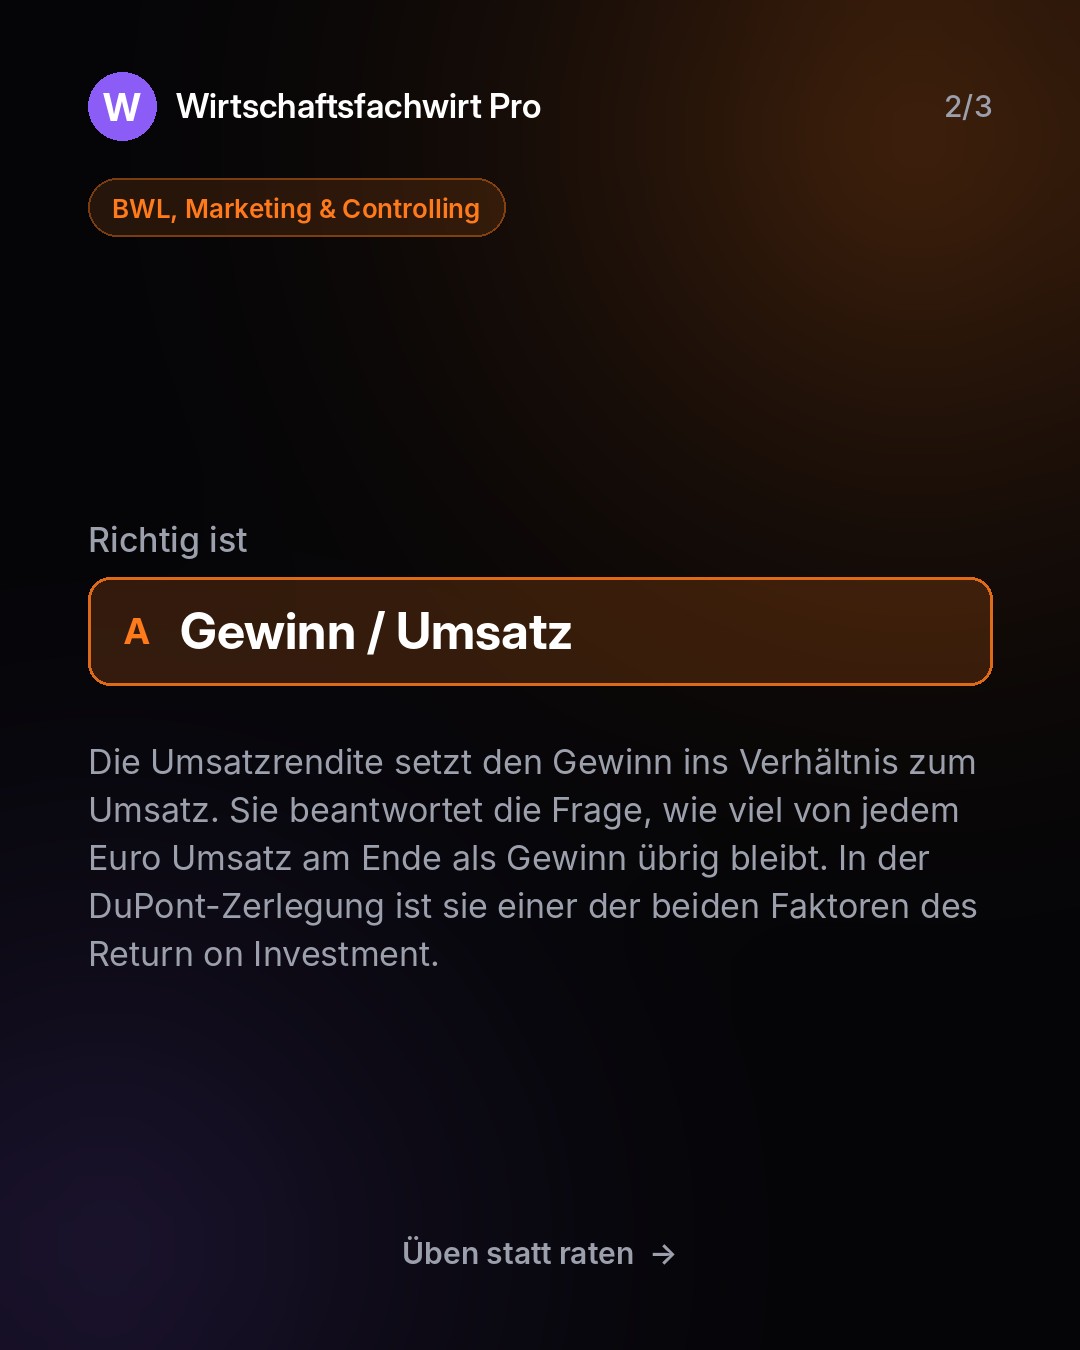 W Wirtschaftsfachwirt Pro 2/3
BWL, Marketing & Controlling
Richtig ist
A Gewinn / Umsatz
Die Umsatzrendite setzt den Gewinn ins Verhältnis zum
Umsatz. Sie beantwortet die Frage, wie viel von jedem
Euro Umsatz am Ende als Gewinn übrig bleibt. In der
DuPont-Zerlegung ist sie einer der beiden Faktoren des
Return on Investment.
Üben statt raten →